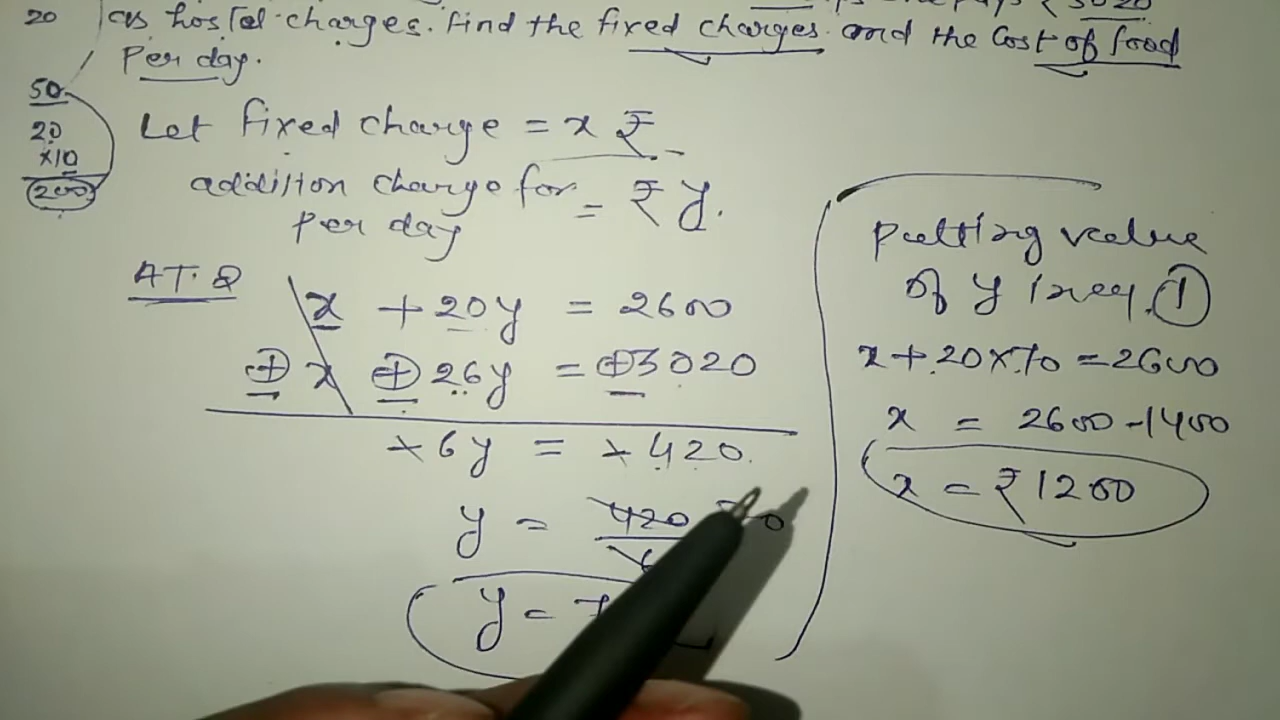 3020
20 as hostel charges. find the fixed charges and the cost of food
Per day.
50
20
×10
200
Let fixed charge = x ₹
addition charge for
per day = ₹ y.
A.T.Q
x + 20y = 2600
x 26y = 3020
+6y = +420.
y = 420
y =
Putting value
of y in eq. 1
x + 20×70 = 2600
x = 2600 - 1400
x = ₹ 1200